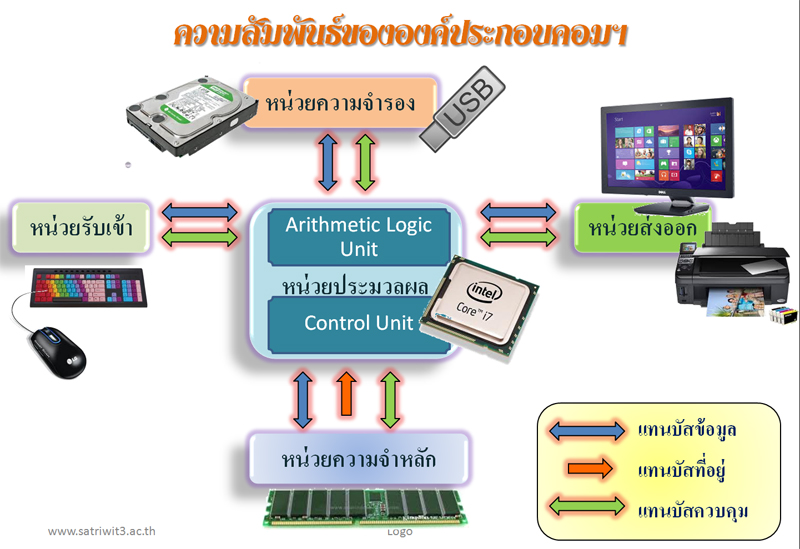 ความสัมพันธ์ขององค์ประกอบคอมฯ
หน่วยความจำรอง
USB
หน่วยรับเข้า
Arithmetic Logic
Unit
หน่วยประมวลผล
Control Unit
intel
Core™ i7
Start
DELL
หน่วยส่งออก
LG
หน่วยความจำหลัก
แทนบัสข้อมูล
แทนบัสที่อยู่
แทนบัสควบคุม
www.satriwit3.ac.th
Logo